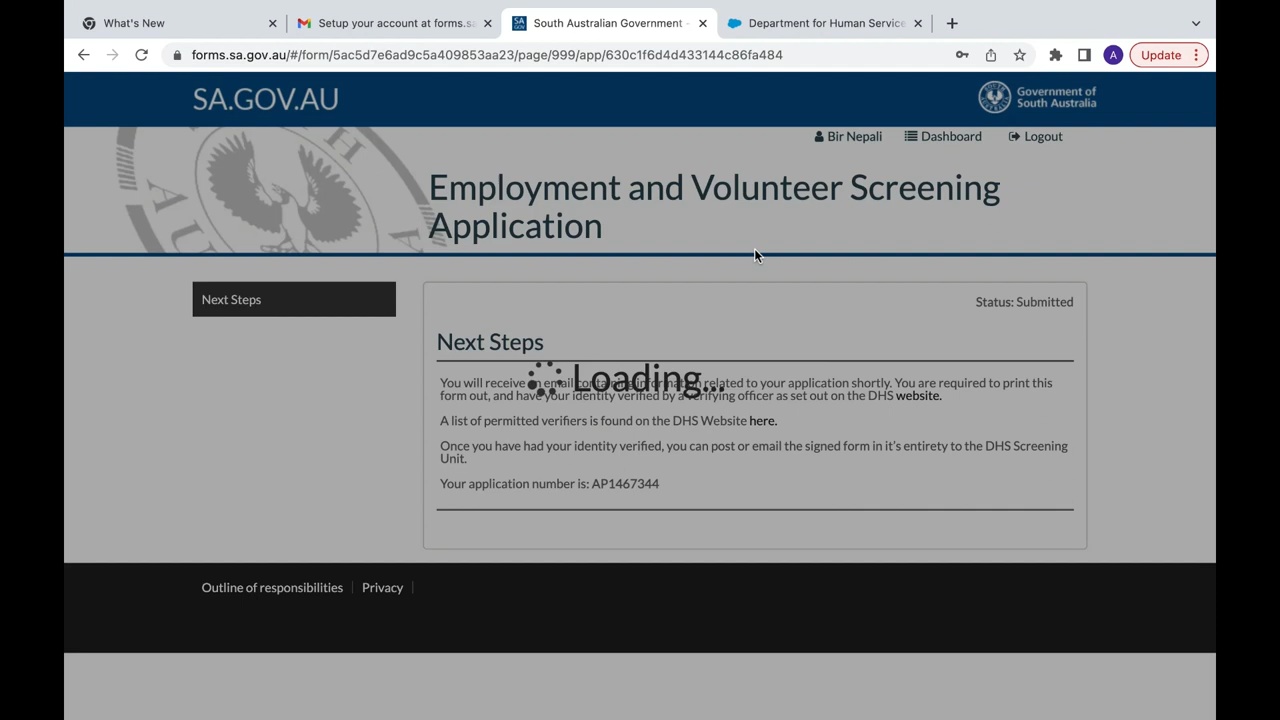 What's New
Setup your account at forms.sa
South Australian Government -
Department for Human Service
forms.sa.gov.au/#/form/5ac5d7e6ad9c5a409853aa23/page/999/app/630c1f6d4d433144c86fa484
A
Update
SA.GOV.AU
SA
GOV
Government of
South Australia
Bir Nepali
Dashboard
Logout
Employment and Volunteer Screening
Application
Next Steps
Status: Submitted
Next Steps
Loading...
You will receive an email containing information related to your application shortly. You are required to print this
form out, and have your identity verified by a verifying officer as set out on the DHS website.
A list of permitted verifiers is found on the DHS Website here.
Once you have had your identity verified, you can post or email the signed form in it's entirety to the DHS Screening
Unit.
Your application number is: AP1467344
Outline of responsibilities
Privacy